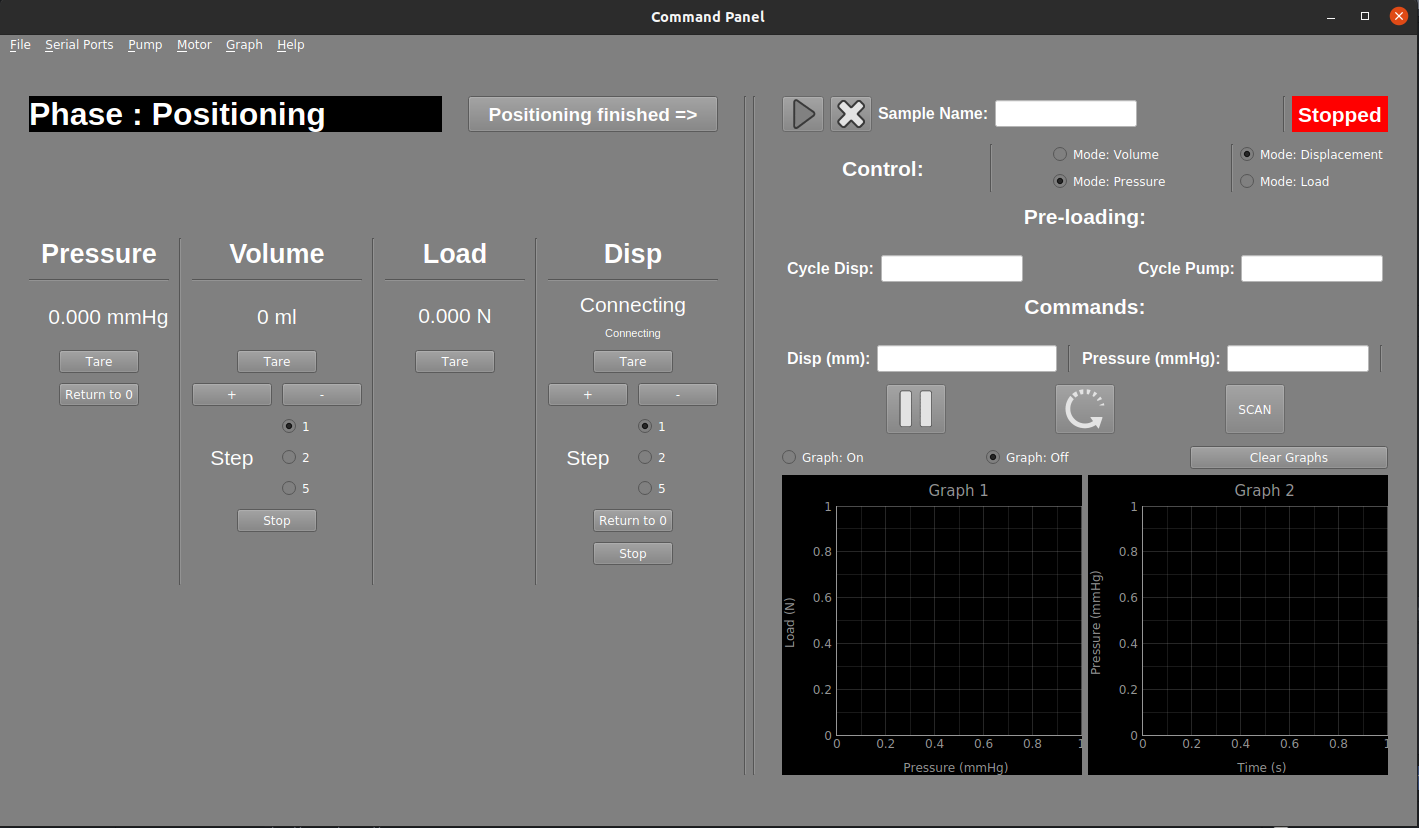 Command Panel
File Serial Ports Pump Motor Graph Help
Phase : Positioning
Positioning finished =>
Pressure Volume Load Disp
0.000 mmHg 0 ml 0.000 N Connecting
Connecting
Tare Tare Tare Tare
Return to 0 + - + -
1 1
Step 2 Step 2
5 5
Stop Return to 0
Stop
Sample Name: Stopped
Control: Mode: Volume Mode: Displacement
Mode: Pressure Mode: Load
Pre-loading:
Cycle Disp: Cycle Pump:
Commands:
Disp (mm): Pressure (mmHg):
SCAN
Graph: On Graph: Off Clear Graphs
Graph 1
1
0.8
0.6
0.4
0.2
0
Load (N)
0 0.2 0.4 0.6 0.8 1
Pressure (mmHg)
Graph 2
1
0.8
0.6
0.4
0.2
0
Pressure (mmHg)
0 0.2 0.4 0.6 0.8 1
Time (s)